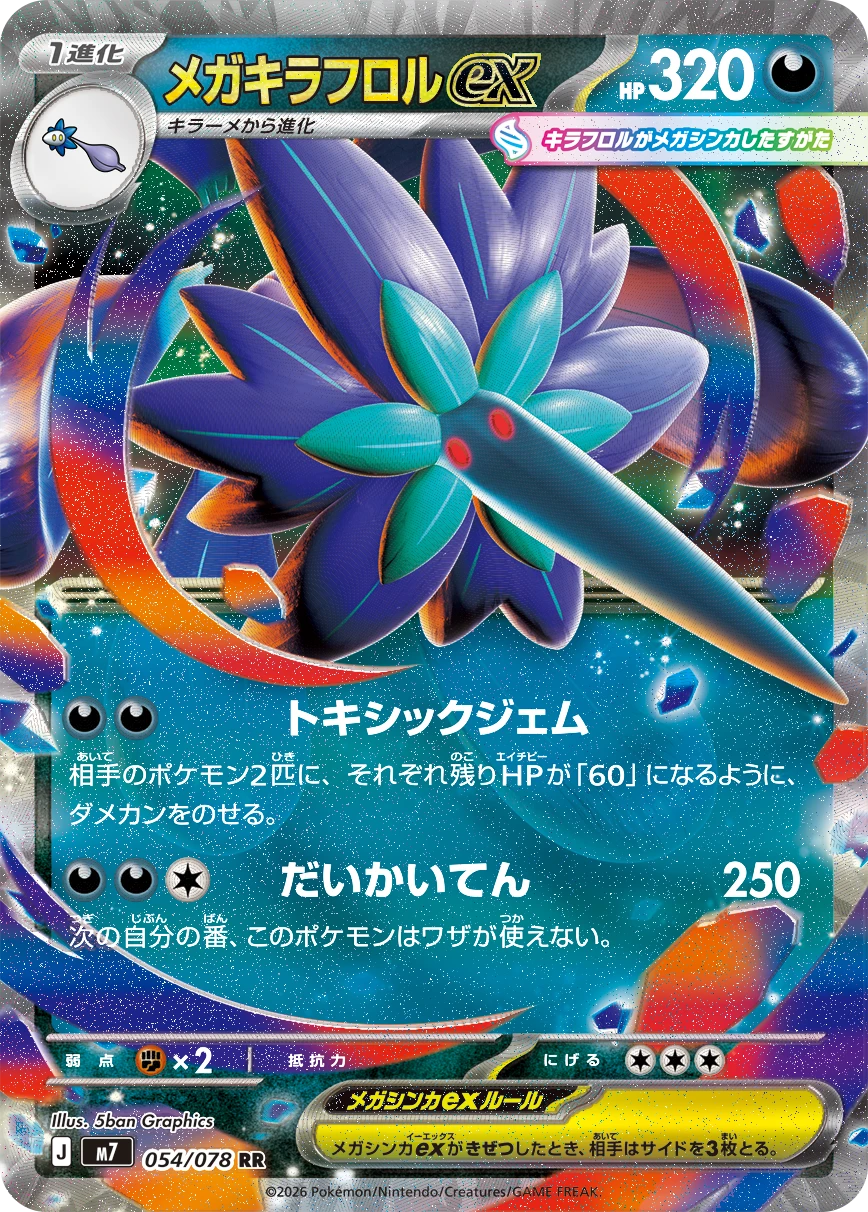 1進化
メガキラフロルex
HP320
キラーメから進化
キラフロルがメガシンカしたすがた
トキシックジェム
相手のポケモン2匹に、それぞれ残りHPが「60」になるように、
ダメカンをのせる。
だいかいてん 250
次の自分の番、このポケモンはワザが使えない。
弱点 ×2 抵抗力 にげる
メガシンカexルール
メガシンカexがきぜつしたとき、相手はサイドを3枚とる。
Illus. 5ban Graphics
J m7 054/078 RR
©2026 Pokémon/Nintendo/Creatures/GAME FREAK.